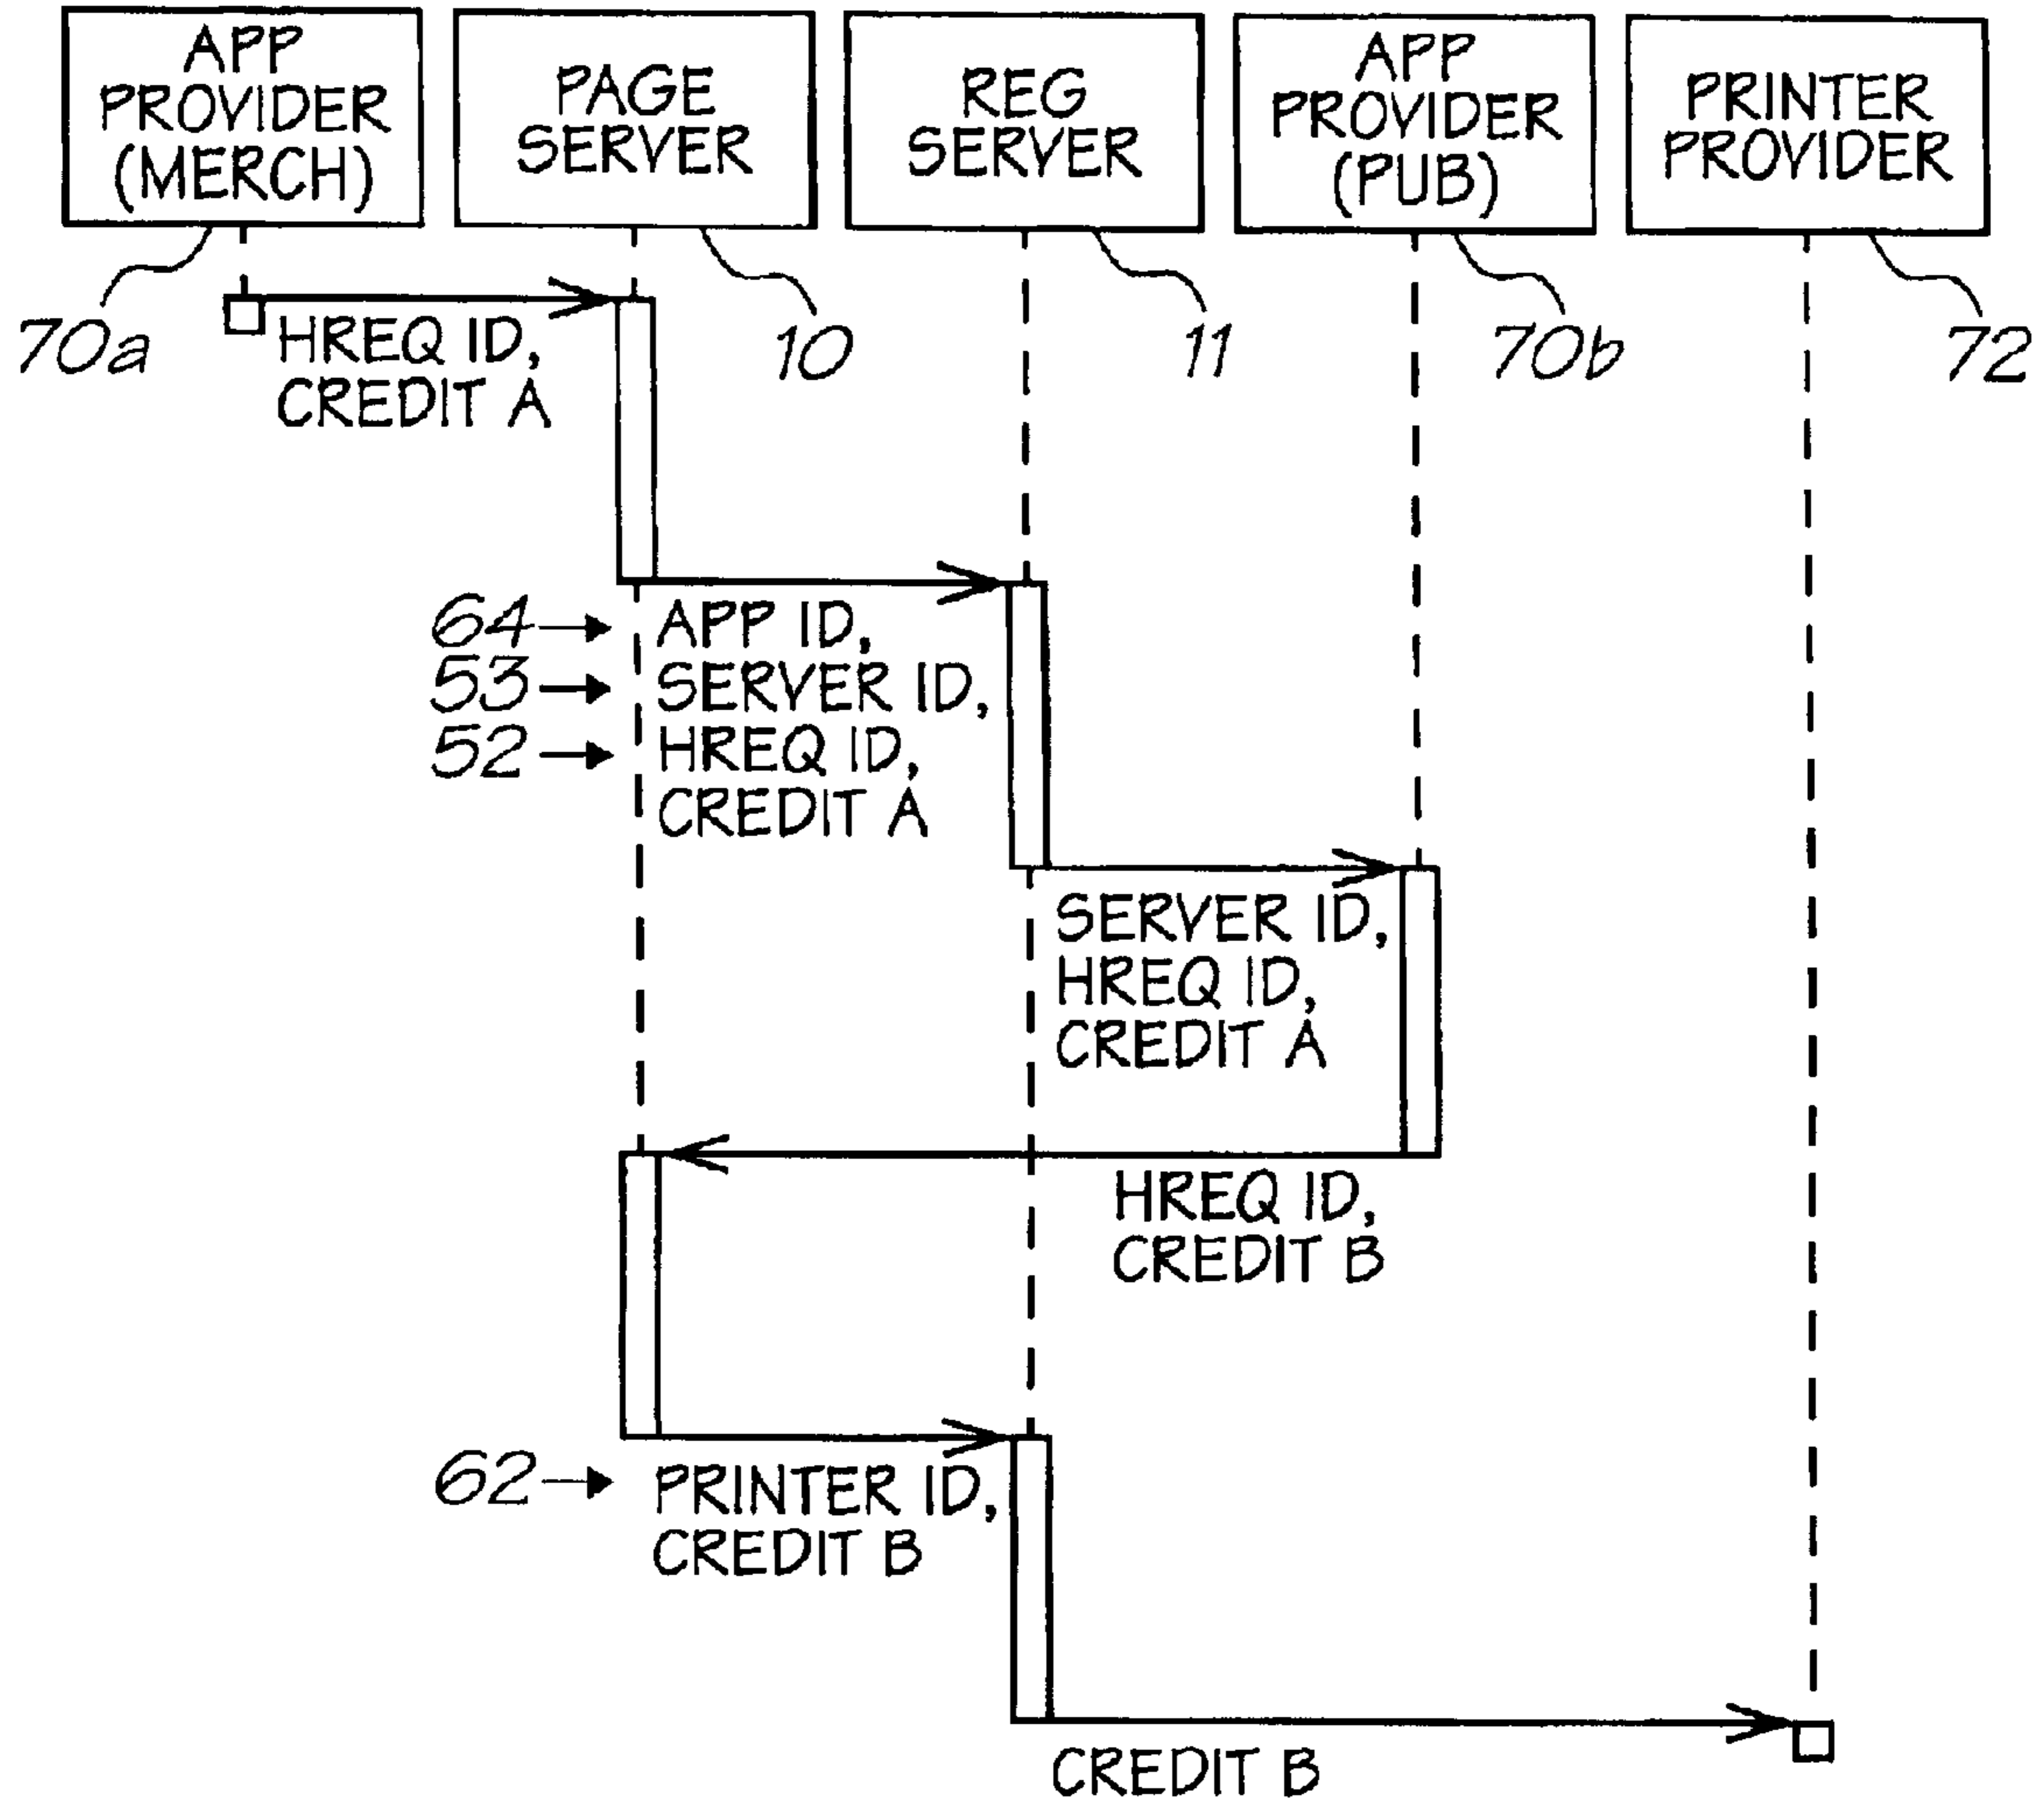 APP
PROVIDER
(MERCH)
PAGE
SERVER
REG
SERVER
APP
PROVIDER
(PUB)
PRINTER
PROVIDER
70a
10
11
70b
72
HREQ ID,
CREDIT A
64
APP ID,
53
SERVER ID,
52
HREQ ID,
CREDIT A
SERVER ID,
HREQ ID,
CREDIT A
HREQ ID,
CREDIT B
62
PRINTER ID,
CREDIT B
CREDIT B